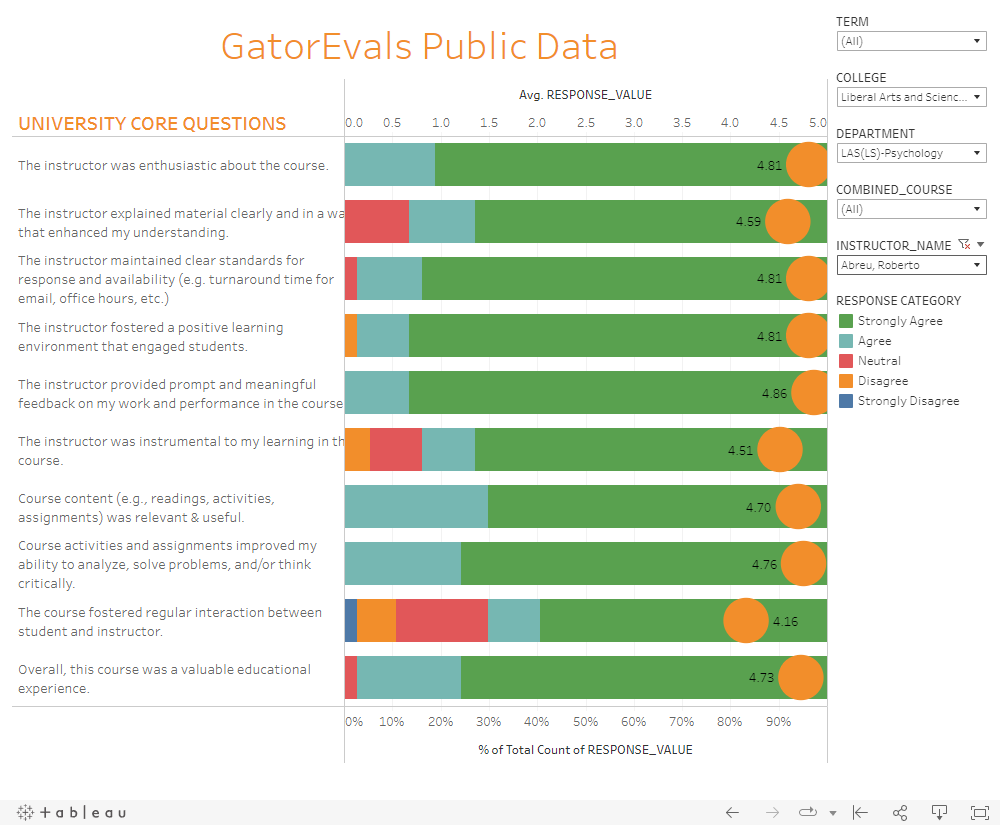 GatorEvals Public Data
Avg. RESPONSE_VALUE
UNIVERSITY CORE QUESTIONS
0.0 0.5 1.0 1.5 2.0 2.5 3.0 3.5 4.0 4.5 5.0
The instructor was enthusiastic about the course.
4.81
The instructor explained material clearly and in a wa
that enhanced my understanding.
4.59
The instructor maintained clear standards for
response and availability (e.g. turnaround time for
email, office hours, etc.)
4.81
The instructor fostered a positive learning
environment that engaged students.
4.81
The instructor provided prompt and meaningful
feedback on my work and performance in the course
4.86
The instructor was instrumental to my learning in th
course.
4.51
Course content (e.g., readings, activities,
assignments) was relevant & useful.
4.70
Course activities and assignments improved my
ability to analyze, solve problems, and/or think
critically.
4.76
The course fostered regular interaction between
student and instructor.
4.16
Overall, this course was a valuable educational
experience.
4.73
0% 10% 20% 30% 40% 50% 60% 70% 80% 90%
% of Total Count of RESPONSE_VALUE
TERM
(All)
COLLEGE
Liberal Arts and Scienc...
DEPARTMENT
LAS(LS)-Psychology
COMBINED_COURSE
(All)
INSTRUCTOR_NAME
Abreu, Roberto
RESPONSE CATEGORY
Strongly Agree
Agree
Neutral
Disagree
Strongly Disagree
tableau